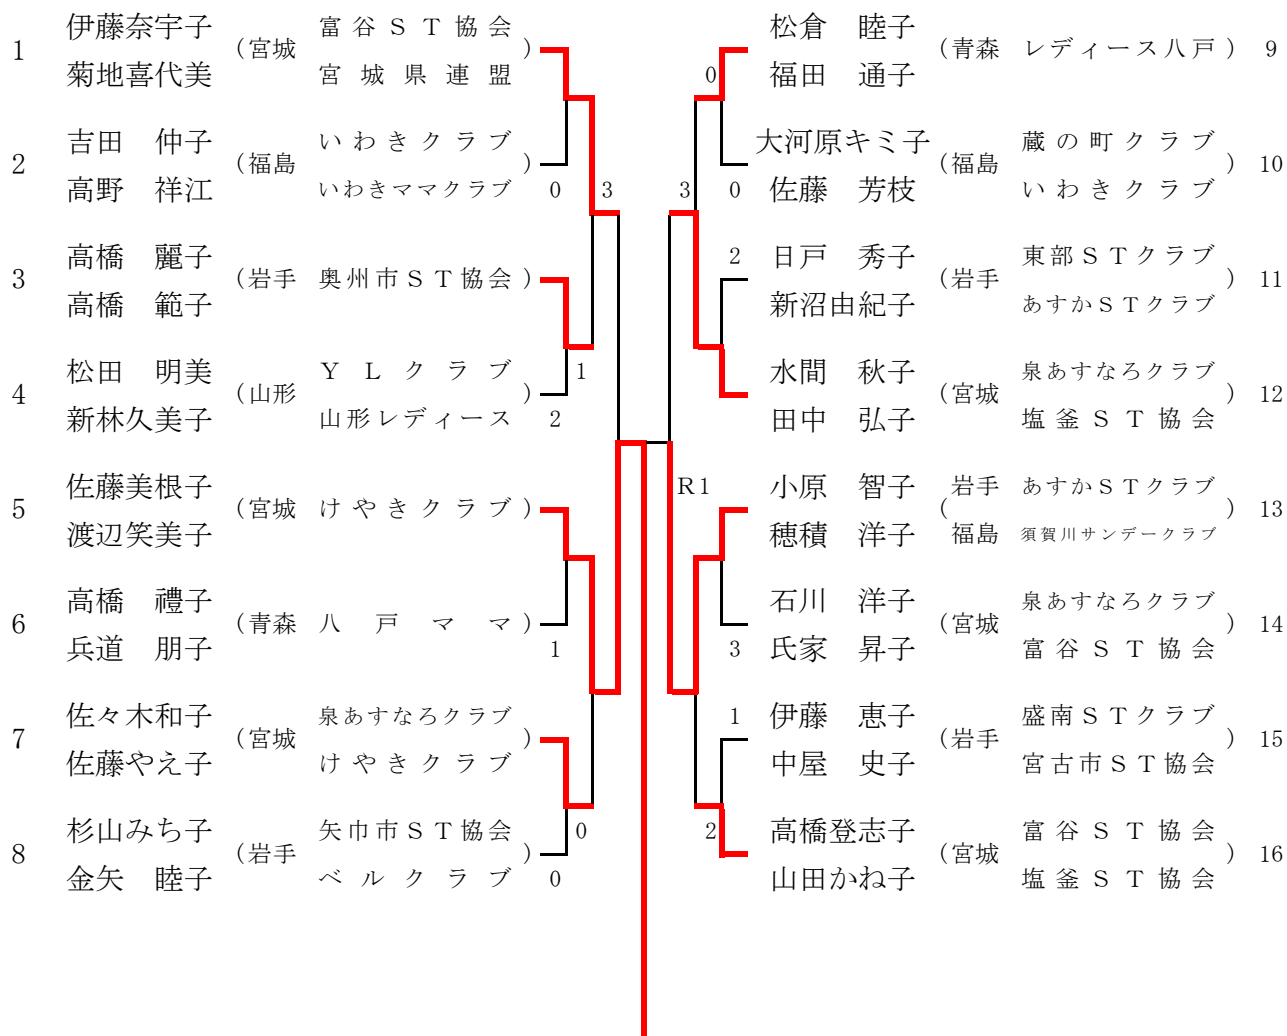 1 伊藤奈宇子 菊地喜代美 (宮城 富谷ＳＴ協会 宮城県連盟 )
2 吉田　仲子 高野　祥江 (福島 いわきクラブ いわきママクラブ ) 0
3
3 高橋　麗子 高橋　範子 (岩手 奥州市ＳＴ協会 )
1
4 松田　明美 新林久美子 (山形 ＹＬクラブ 山形レディース ) 2
5 佐藤美根子 渡辺笑美子 (宮城 けやきクラブ )
6 高橋　禮子 兵道　朋子 (青森 八戸ママ ) 1
7 佐々木和子 佐藤やえ子 (宮城 泉あすなろクラブ けやきクラブ )
0
8 杉山みち子 金矢　睦子 (岩手 矢巾市ＳＴ協会 ベルクラブ ) 0
松倉　睦子 福田　通子 (青森 レディース八戸 ) 9
0
0 大河原キミ子 佐藤　芳枝 (福島 蔵の町クラブ いわきクラブ ) 10
3
2 日戸　秀子 新沼由紀子 (岩手 東部ＳＴクラブ あすかＳＴクラブ ) 11
水間　秋子 田中　弘子 (宮城 泉あすなろクラブ 塩釜ＳＴ協会 ) 12
R1
小原　智子 穂積　洋子 ( 岩手 あすかＳＴクラブ 福島 須賀川サンデークラブ ) 13
3 石川　洋子 氏家　昇子 (宮城 泉あすなろクラブ 富谷ＳＴ協会 ) 14
1 伊藤　恵子 中屋　史子 (岩手 盛南ＳＴクラブ 宮古市ＳＴ協会 ) 15
2
高橋登志子 山田かね子 (宮城 富谷ＳＴ協会 塩釜ＳＴ協会 ) 16